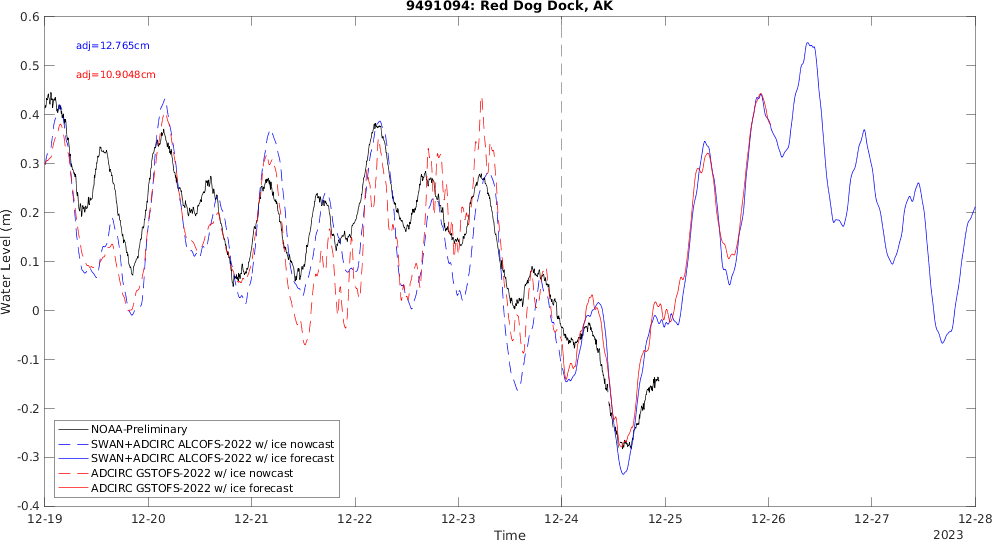 9491094: Red Dog Dock, AK
adj=12.765cm
adj=10.9048cm
Water Level (m)
0.6
0.5
0.4
0.3
0.2
0.1
0
-0.1
-0.2
-0.3
-0.4
NOAA-Preliminary
SWAN+ADCIRC ALCOFS-2022 w/ ice nowcast
SWAN+ADCIRC ALCOFS-2022 w/ ice forecast
ADCIRC GSTOFS-2022 w/ ice nowcast
ADCIRC GSTOFS-2022 w/ ice forecast
12-19 12-20 12-21 12-22 12-23 12-24 12-25 12-26 12-27 12-28
Time
2023